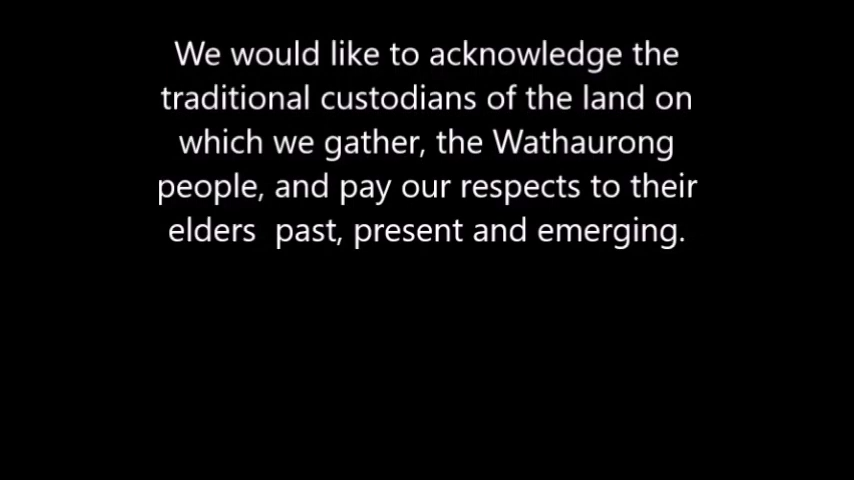 We would like to acknowledge the
traditional custodians of the land on
which we gather, the Wathaurong
people, and pay our respects to their
elders  past, present and emerging.